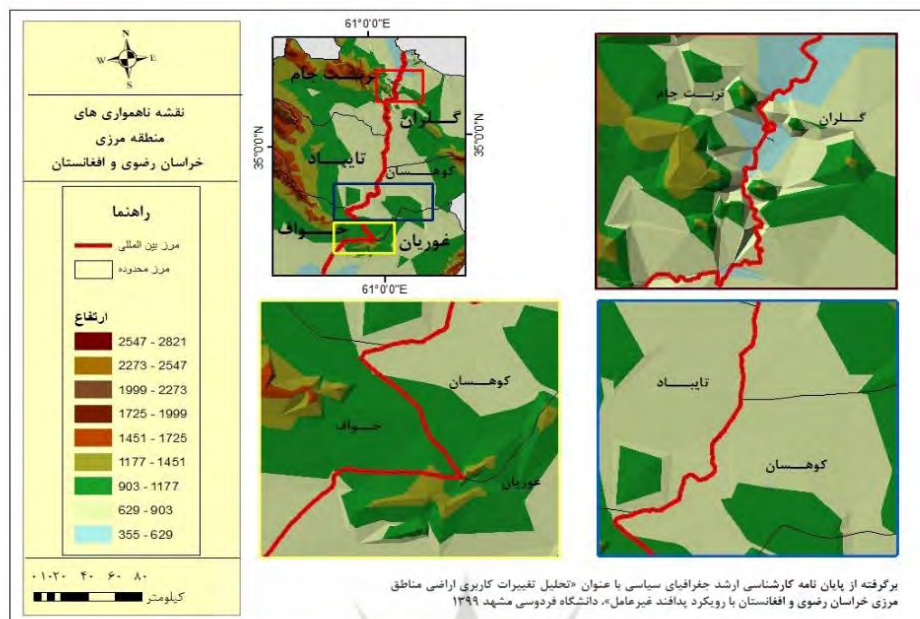 N
W E
S
نقشه ناهمواری های
منطقه مرزی
خراسان رضوی و افغانستان
راهنما
مرز بین المللی
مرز محدوده
ارتفاع
2547 - 2821
2273 - 2547
1999 - 2273
1725 - 1999
1451 - 1725
1177 - 1451
903 - 1177
629 - 903
355 - 629
۰ ۱۰۲۰ ۴۰ ۶۰ ۸۰
کیلومتر
61°0'0"E
35°0'0"N
35°0'0"N
61°0'0"E
تربت جام
گلران
تایباد
کوهسان
خواف
غوریان
تربت جام
گلران
کوهسان
خواف
غوریان
تایباد
کوهسان
برگرفته از پایان نامه کارشناسی ارشد جغرافیای سیاسی با عنوان «تحلیل تغییرات کاربری اراضی مناطق
مرزی خراسان رضوی و افغانستان با رویکرد پدافند غیرعامل»، دانشگاه فردوسی مشهد ۱۳۹۹